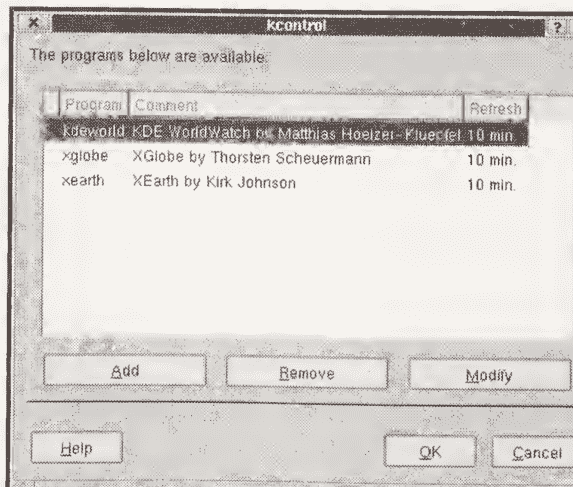 kcontrol ?
The programs below are available:
Program Comment Refresh
kdeworld KDE WorldWatch by Matthias Hoelzer-Kluepfel 10 min.
xglobe XGlobe by Thorsten Scheuermann 10 min.
xearth XEarth by Kirk Johnson 10 min.
Add Remove Modify
Help OK Cancel